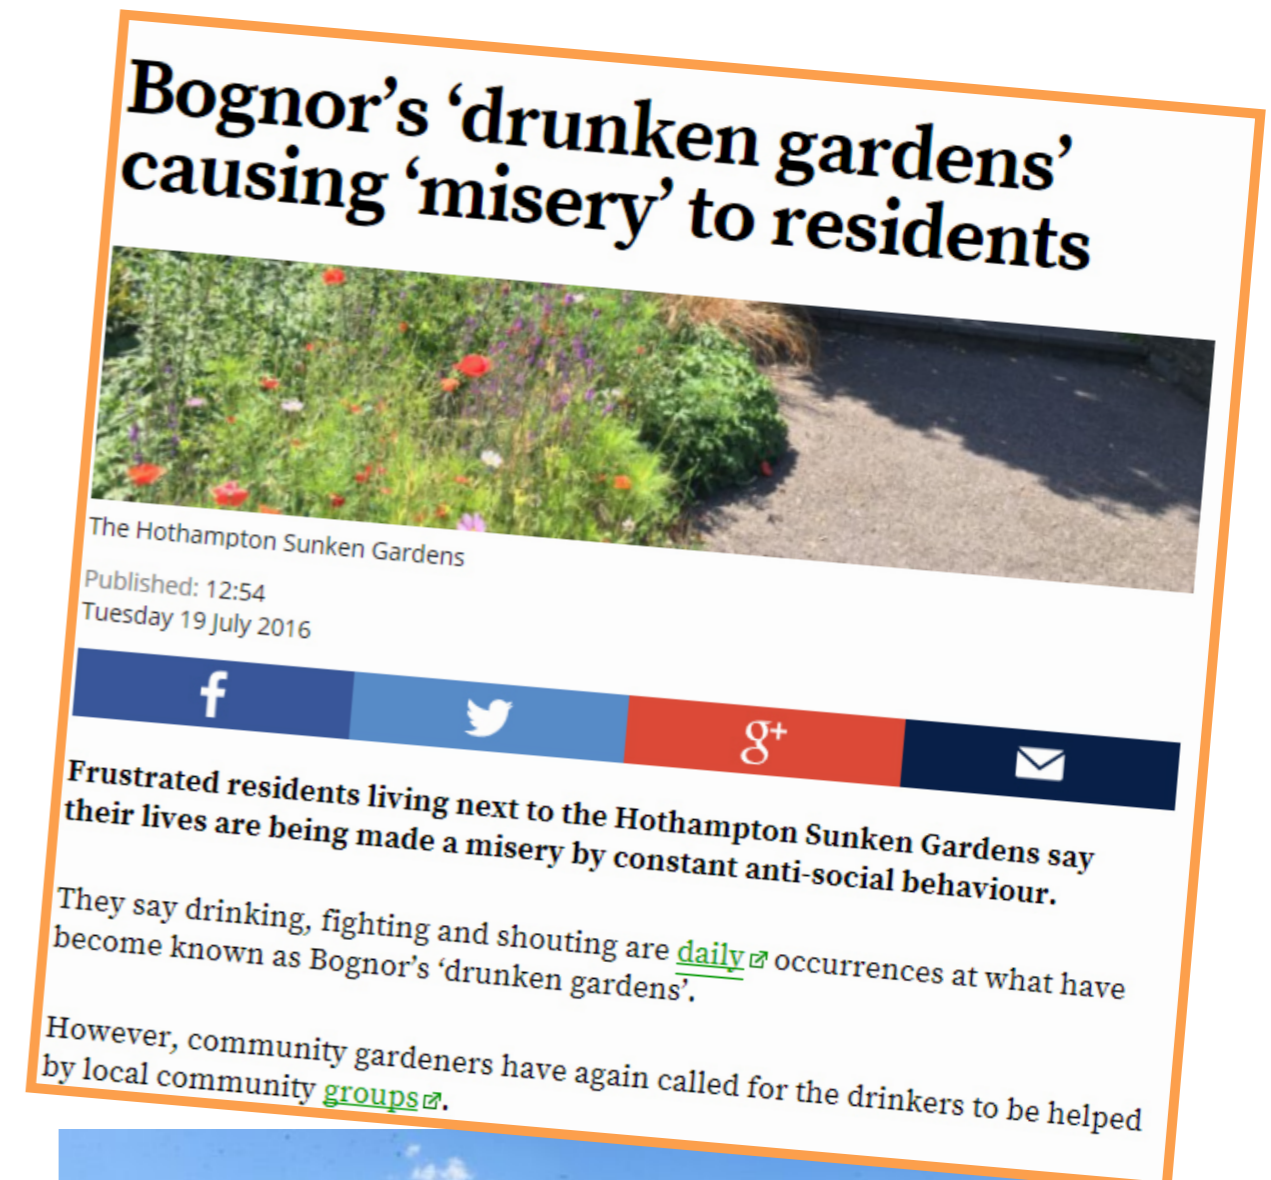 Bognor’s ‘drunken gardens’
causing ‘misery’ to residents
The Hothampton Sunken Gardens
Published: 12:54
Tuesday 19 July 2016
f
g+
Frustrated residents living next to the Hothampton Sunken Gardens say
their lives are being made a misery by constant anti-social behaviour.
They say drinking, fighting and shouting are daily occurrences at what have
become known as Bognor’s ‘drunken gardens’.
However, community gardeners have again called for the drinkers to be helped
by local community groups.